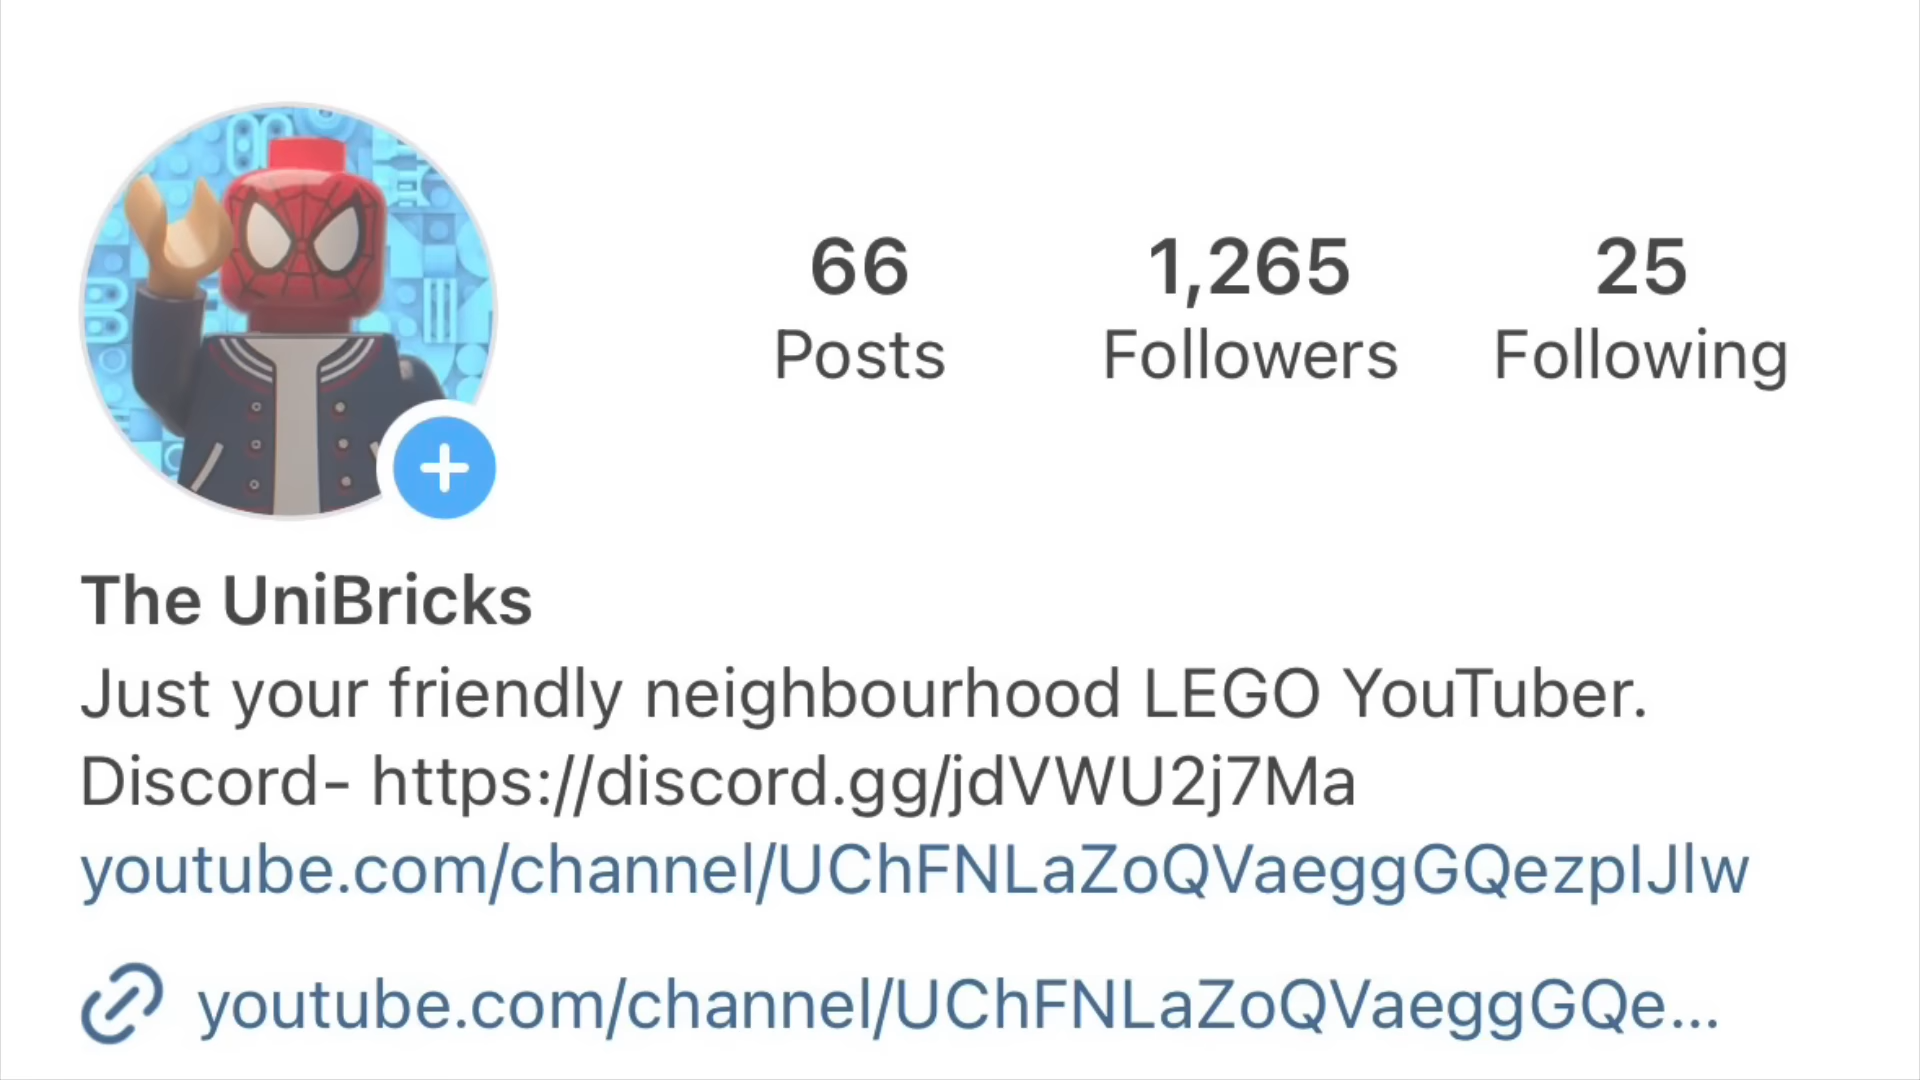 66 1,265 25
Posts Followers Following
The UniBricks
Just your friendly neighbourhood LEGO YouTuber.
Discord- https://discord.gg/jdVWU2j7Ma
youtube.com/channel/UChFNLaZoQVaeggGQezpIJlw
youtube.com/channel/UChFNLaZoQVaeggGQe...